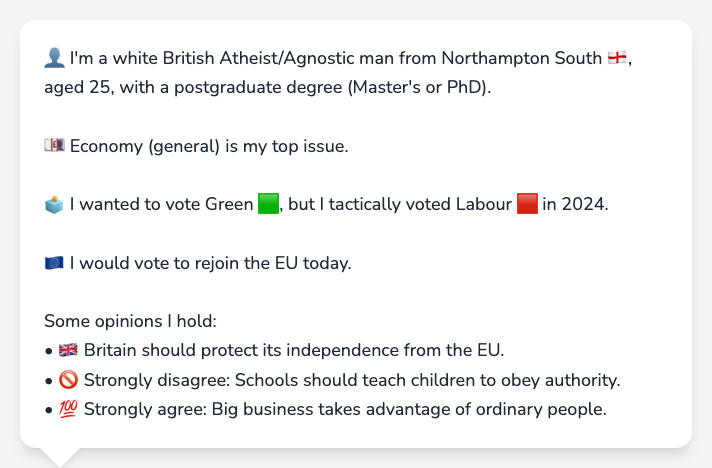 👤 I'm a white British Atheist/Agnostic man from Northampton South 🏴󠁧󠁢󠁥󠁮󠁧󠁿,
aged 25, with a postgraduate degree (Master's or PhD).
💷 Economy (general) is my top issue.
🗳️ I wanted to vote Green 🟩, but I tactically voted Labour 🟥 in 2024.
🇪🇺 I would vote to rejoin the EU today.
Some opinions I hold:
• 🇬🇧 Britain should protect its independence from the EU.
• 🚫 Strongly disagree: Schools should teach children to obey authority.
• 💯 Strongly agree: Big business takes advantage of ordinary people.